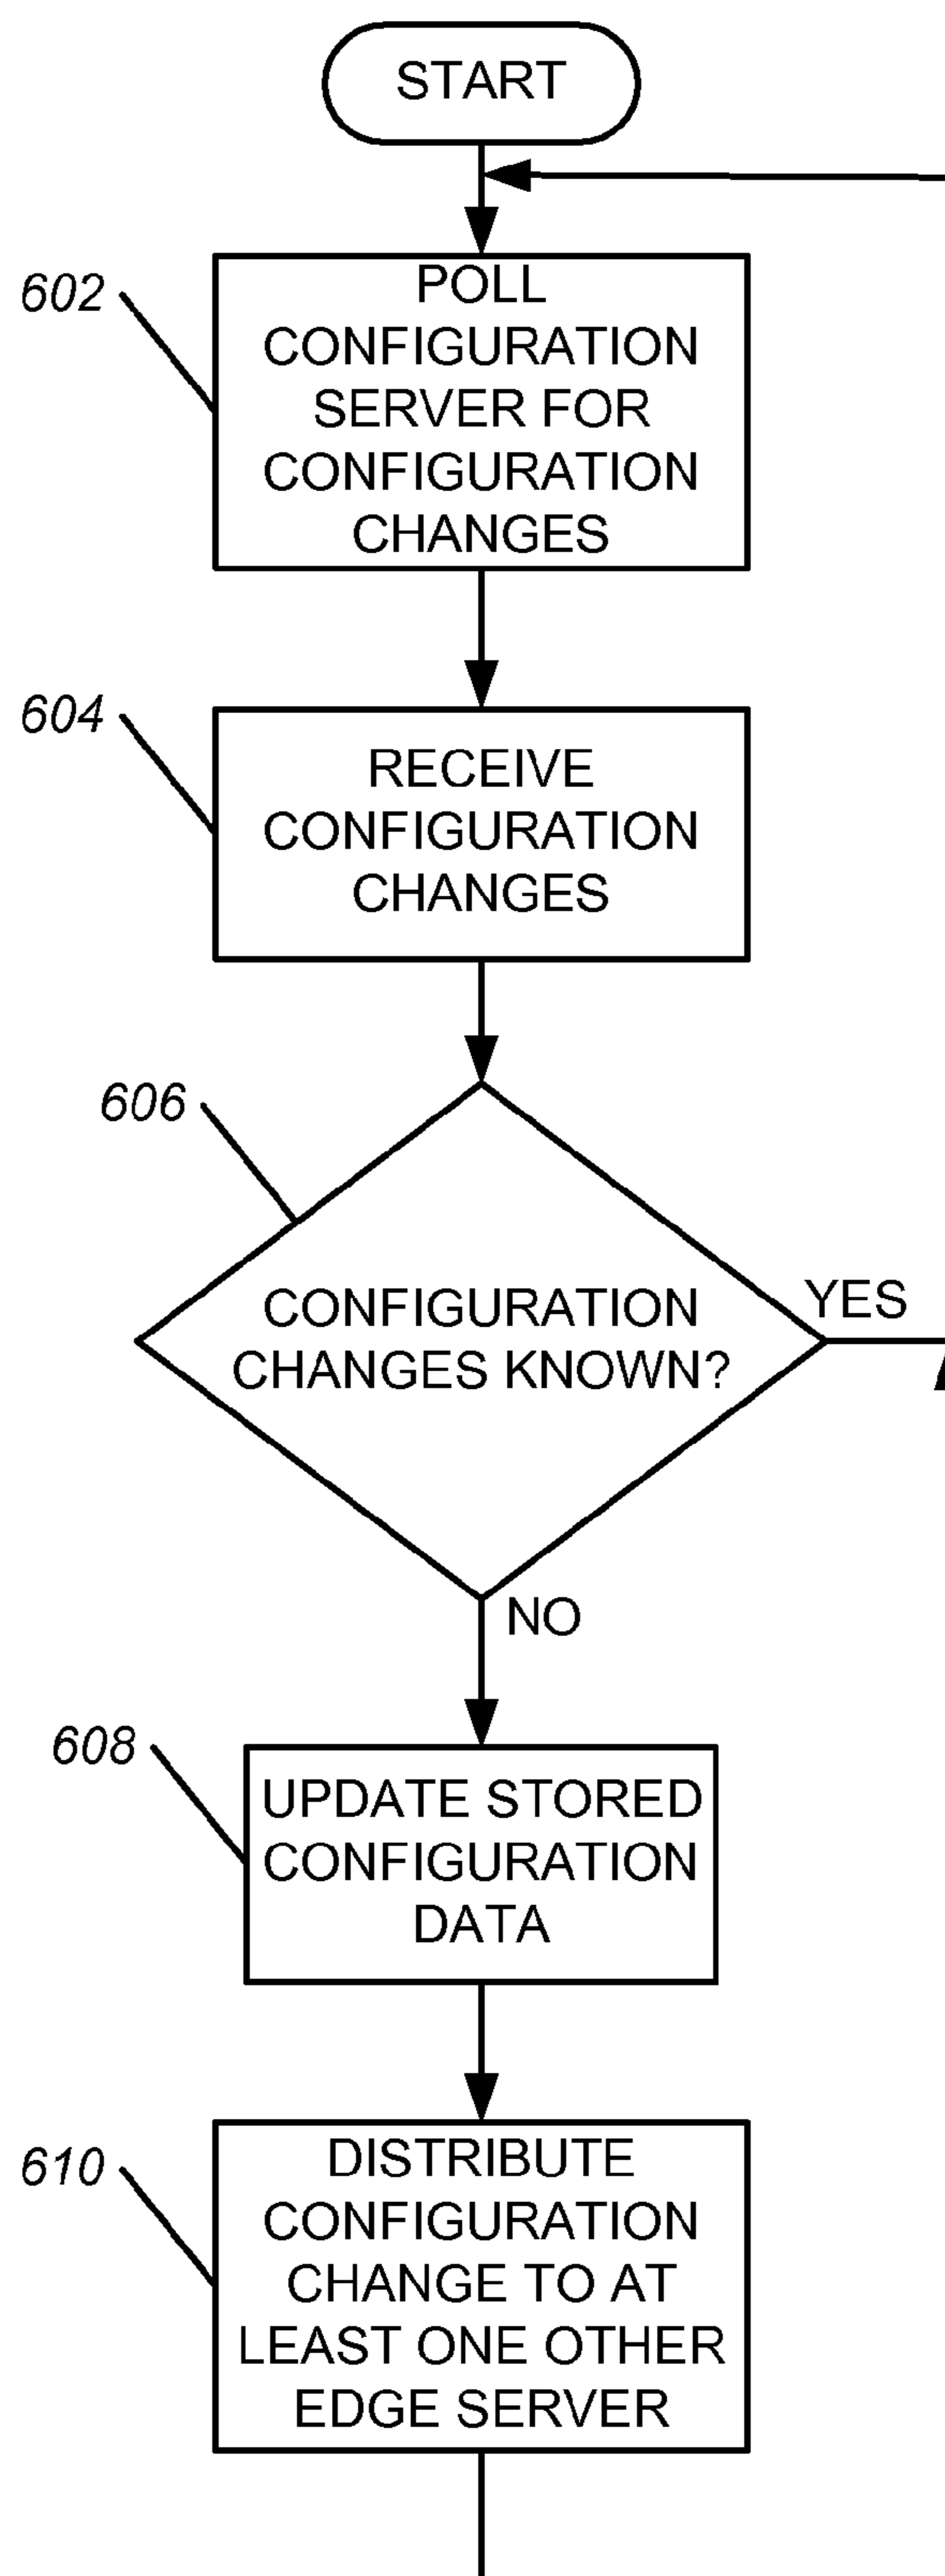 START
602
POLL
CONFIGURATION
SERVER FOR
CONFIGURATION
CHANGES
604
RECEIVE
CONFIGURATION
CHANGES
606
CONFIGURATION
CHANGES KNOWN?
YES
NO
608
UPDATE STORED
CONFIGURATION
DATA
610
DISTRIBUTE
CONFIGURATION
CHANGE TO AT
LEAST ONE OTHER
EDGE SERVER